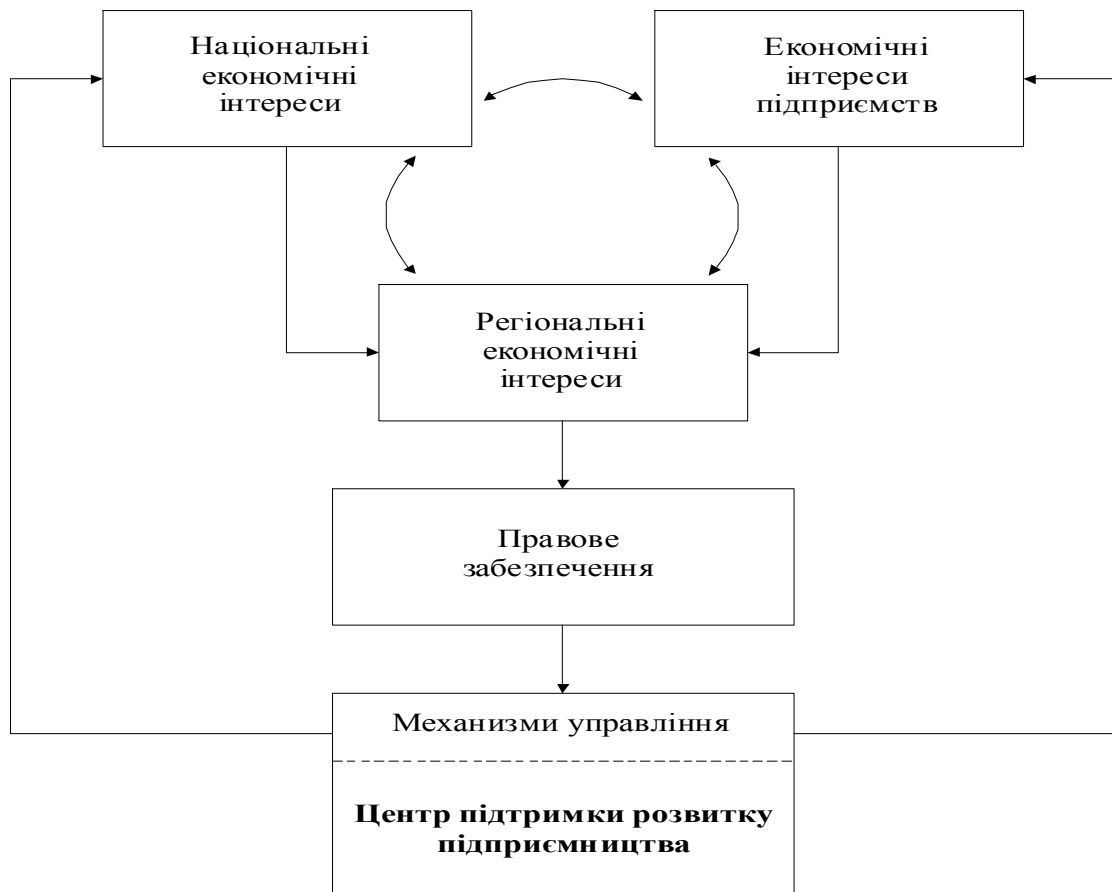 Національні
економічні
інтереси
Економічні
інтереси
підприємств
Регіональні
економічні
інтереси
Правове
забезпечення
Механизми управління
Центр підтримки розвитку
підприємництва